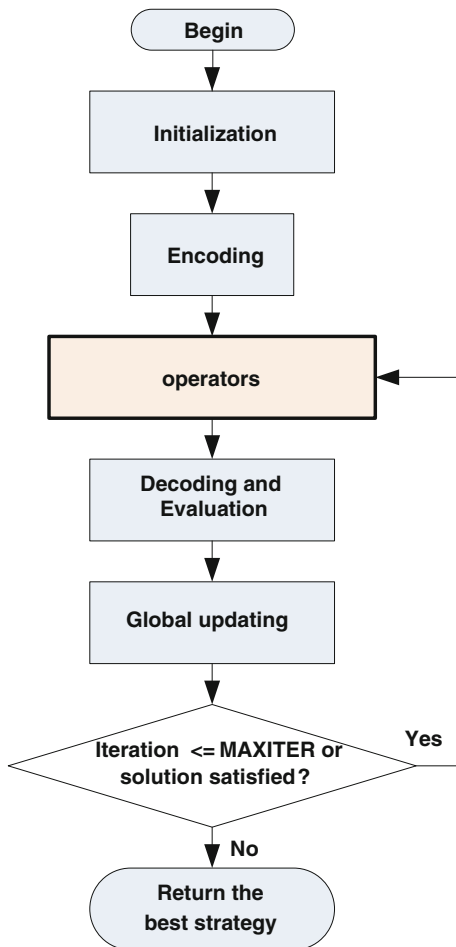 Begin
Initialization
Encoding
operators
Decoding and
Evaluation
Global updating
Iteration <= MAXITER or
solution satisfied?
Yes
No
Return the
best strategy